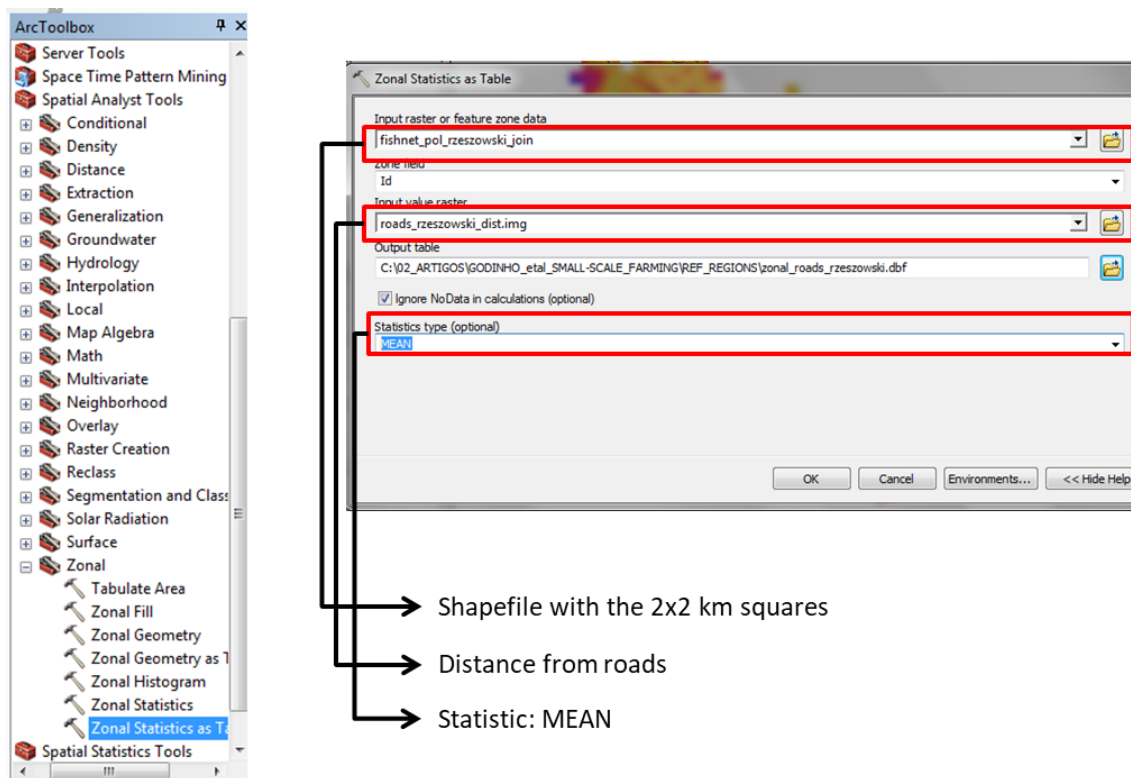 ArcToolbox
Server Tools
Space Time Pattern Mining
Spatial Analyst Tools
Conditional
Density
Distance
Extraction
Generalization
Groundwater
Hydrology
Interpolation
Local
Map Algebra
Math
Multivariate
Neighborhood
Overlay
Raster Creation
Reclass
Segmentation and Class
Solar Radiation
Surface
Zonal
Tabulate Area
Zonal Fill
Zonal Geometry
Zonal Geometry as T
Zonal Histogram
Zonal Statistics
Zonal Statistics as Ta
Spatial Statistics Tools
Zonal Statistics as Table
Input raster or feature zone data
fishnet_pol_rzeszowski_join
Zone field
Id
Input value raster
roads_rzeszowski_dist.img
Output table
C:\02_ARTIGOS\GODINHO_etal_SMALL-SCALE_FARMING\REF_REGIONS\zonal_roads_rzeszowski.dbf
Ignore NoData in calculations (optional)
Statistics type (optional)
MEAN
OK Cancel Environments... << Hide Help
Shapefile with the 2x2 km squares
Distance from roads
Statistic: MEAN